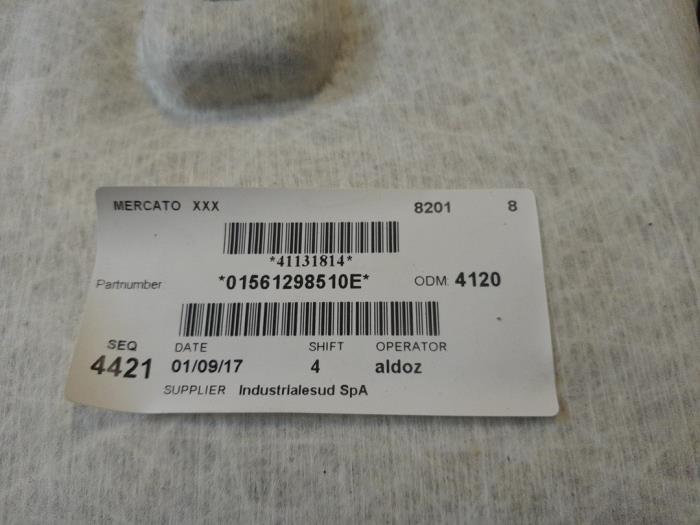 MERCATO XXX 8201 8
*41131814*
Partnumber *01561298510E* ODM. 4120
SEQ DATE SHIFT OPERATOR
4421 01/09/17 4 aldoz
SUPPLIER Industrialesud SpA